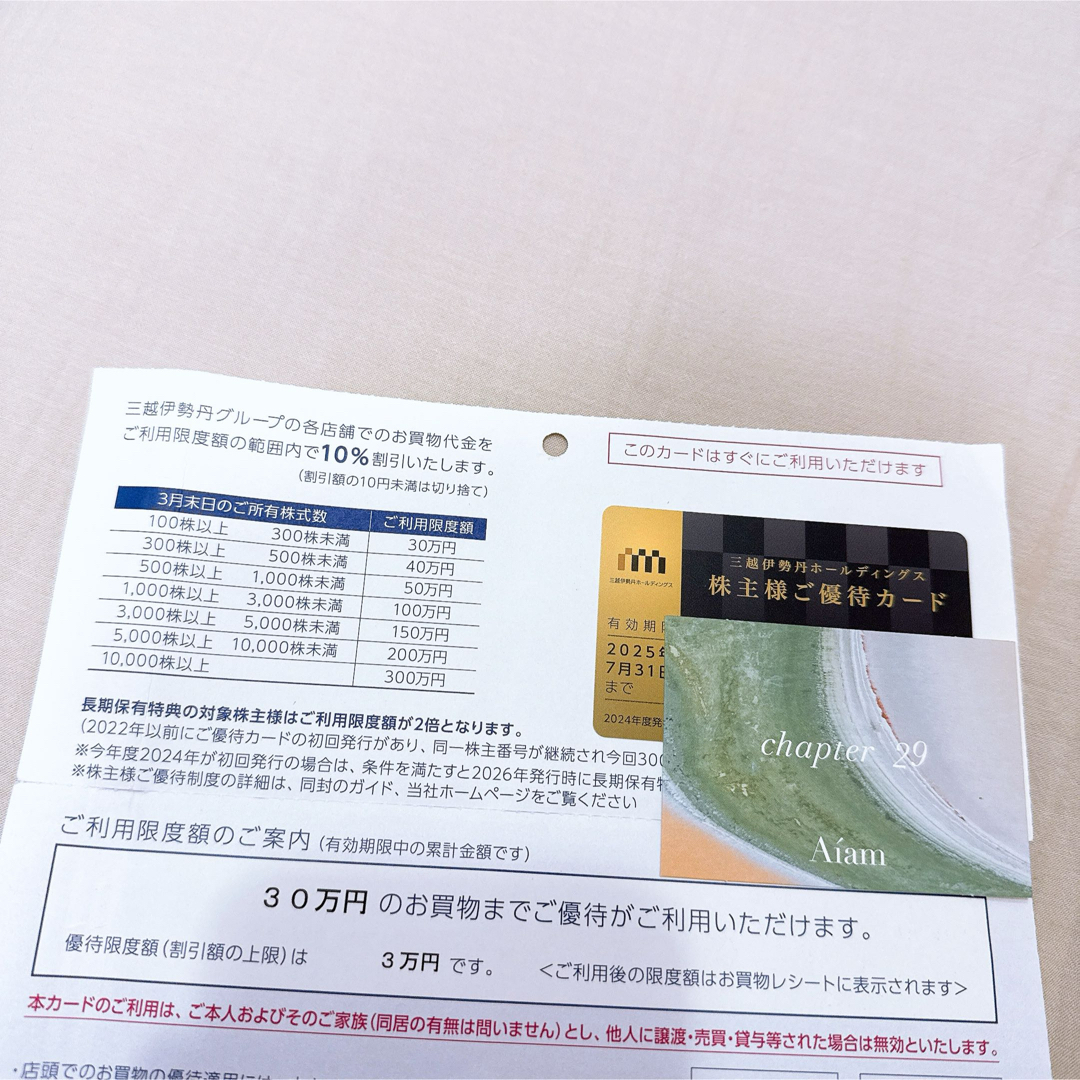 三越伊勢丹グループの各店舗でのお買物代金を
ご利用限度額の範囲内で10%割引いたします。
(割引額の10円未満は切り捨て)
3月末日のご所有株式数 ご利用限度額
100株以上 300株未満 30万円
300株以上 500株未満 40万円
500株以上 1,000株未満 50万円
1,000株以上 3,000株未満 100万円
3,000株以上 5,000株未満 150万円
5,000株以上 10,000株未満 200万円
10,000株以上 300万円
長期保有特典の対象株主様はご利用限度額が2倍となります。
(2022年以前にご優待カードの初回発行があり、同一株主番号が継続され今回300
※今年度2024年が初回発行の場合は、条件を満たすと2026年発行時に長期保有特
※株主様ご優待制度の詳細は、同封のガイド、当社ホームページをご覧ください
このカードはすぐにご利用いただけます
三越伊勢丹ホールディングス
三越伊勢丹ホールディングス
株主様ご優待カード
有効期限
2025年
7月31日
まで
2024年度発
chapter 29
Aíam
ご利用限度額のご案内 (有効期限中の累計金額です)
30万円 のお買物までご優待がご利用いただけます。
優待限度額(割引額の上限)は 3万円 です。 <ご利用後の限度額はお買物レシートに表示されます>
本カードのご利用は、ご本人およびそのご家族(同居の有無は問いません)とし、他人に譲渡・売買・貸与等された場合は無効といたします。
・店頭でのお買物の優待適用には